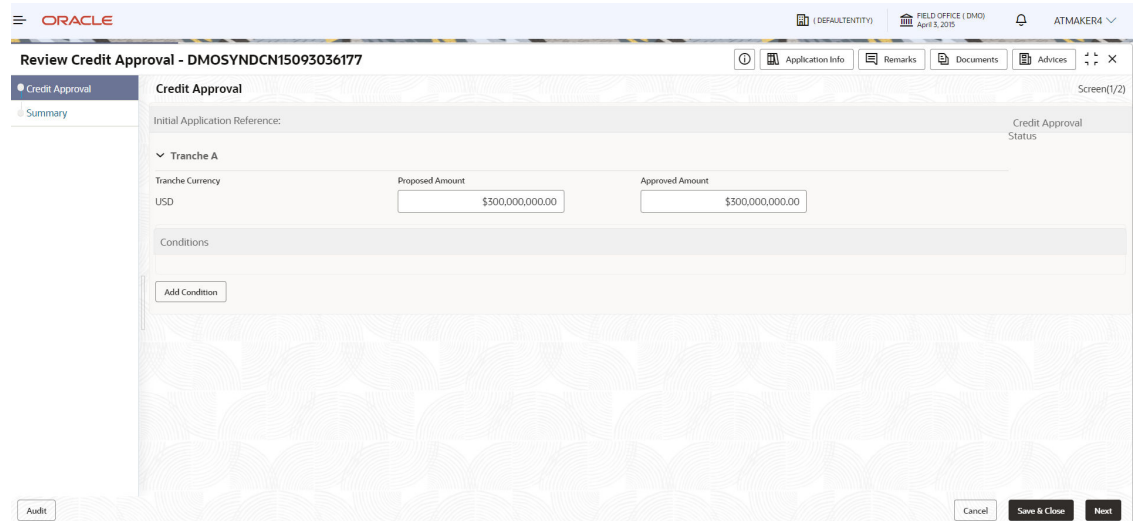 ORACLE
( DEFAULTENTITY)
FIELD OFFICE ( DMO)
April 3, 2015
ATMAKER4
Review Credit Approval - DMOSYNDCN15093036177
Application Info
Remarks
Documents
Advices
Credit Approval
Summary
Credit Approval
Screen(1/2)
Initial Application Reference:
Credit Approval
Status
Tranche A
Tranche Currency
Proposed Amount
Approved Amount
USD
$300,000,000.00
$300,000,000.00
Conditions
Add Condition
Audit
Cancel
Save & Close
Next